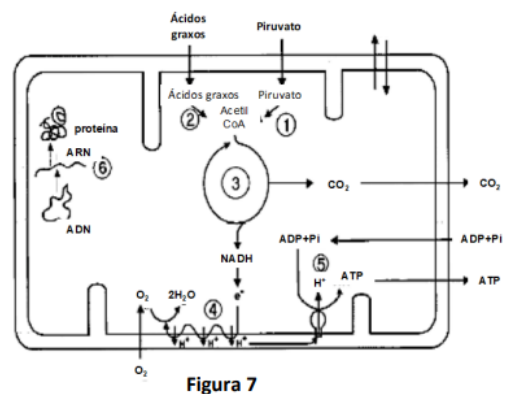 Ácidos
graxos
Piruvato
Ácidos graxos
Piruvato
②
Acetil
CoA
①
proteína
ARN
⑥
ADN
③
CO₂
CO₂
NADH
ADP+Pi
ADP+Pi
⑤
H⁺
ATP
ATP
O₂
2H₂O
④
e⁻
H⁺
H⁺
H⁺
O₂
Figura 7